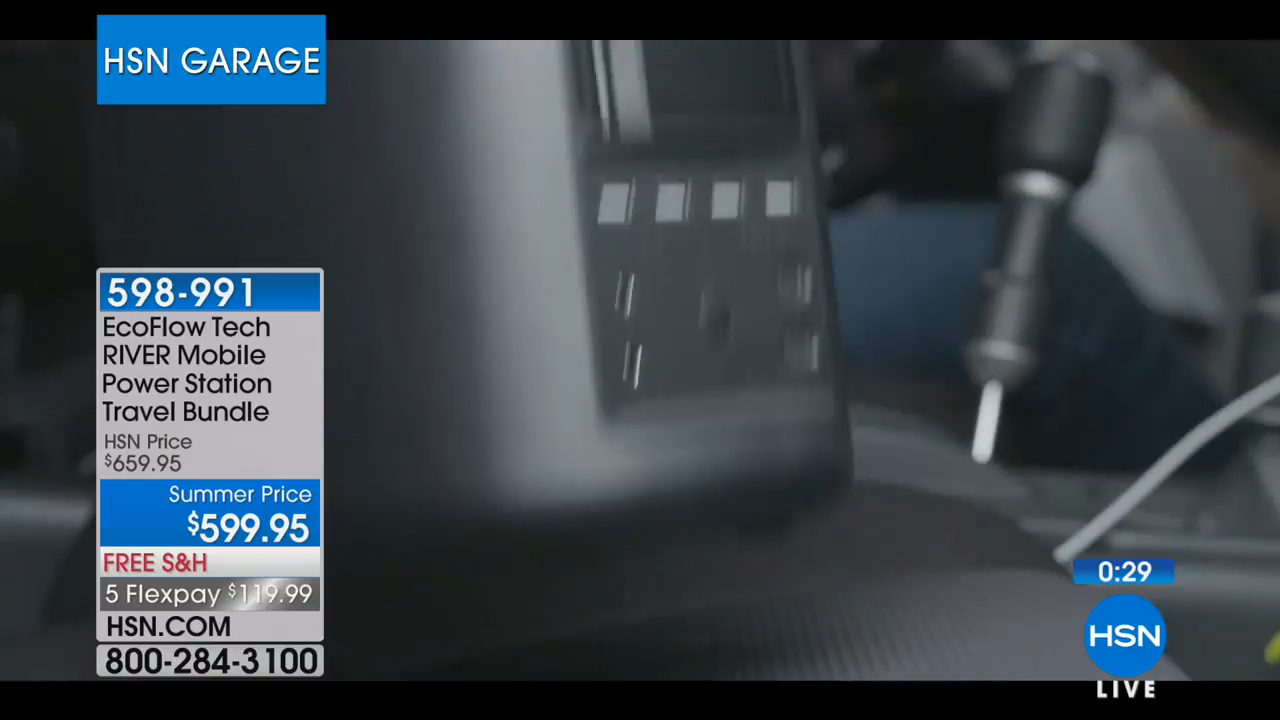 HSN GARAGE
598-991
EcoFlow Tech
RIVER Mobile
Power Station
Travel Bundle
HSN Price
$659.95
Summer Price
$599.95
FREE S&H
5 Flexpay $119.99
HSN.COM
800-284-3100
0:29
HSN
LIVE